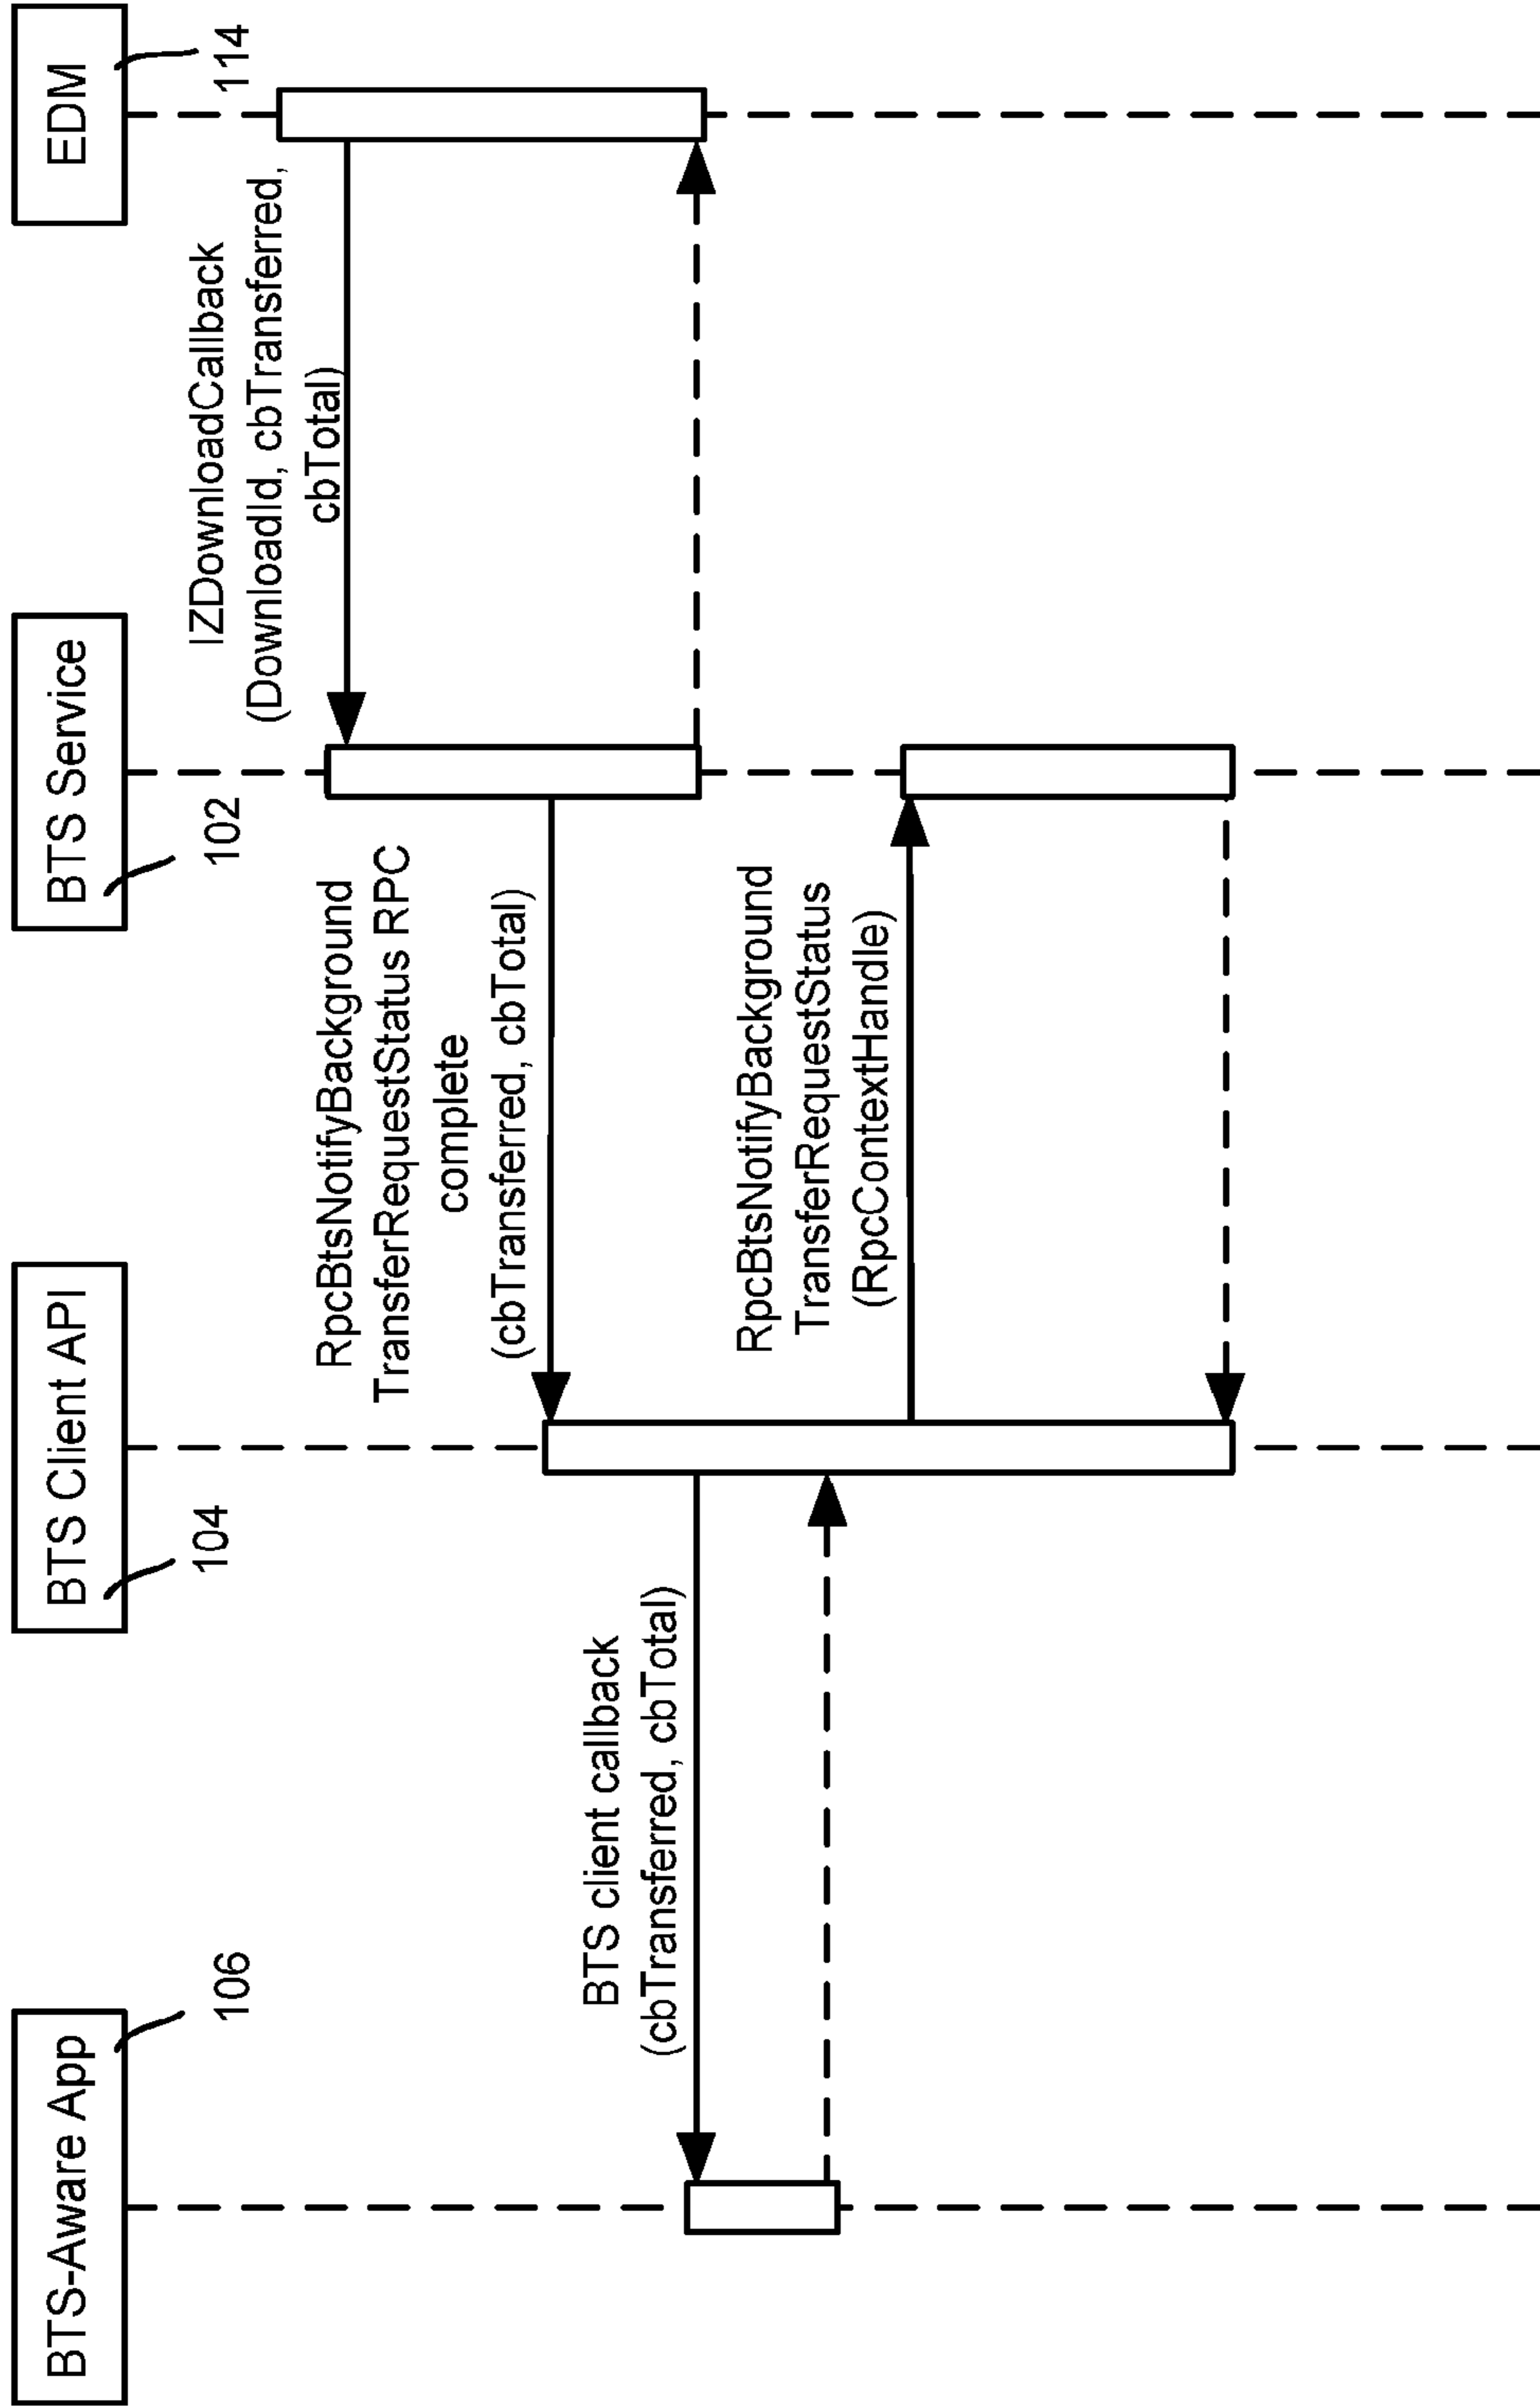 BTS-Aware App
106
BTS Client API
104
BTS Service
102
EDM
114
IZDownloadCallback
(DownloadId, cbTransferred,
cbTotal)
RpcBtsNotifyBackground
TransferRequestStatus RPC
complete
(cbTransferred, cbTotal)
BTS client callback
(cbTransferred, cbTotal)
RpcBtsNotifyBackground
TransferRequestStatus
(RpcContextHandle)